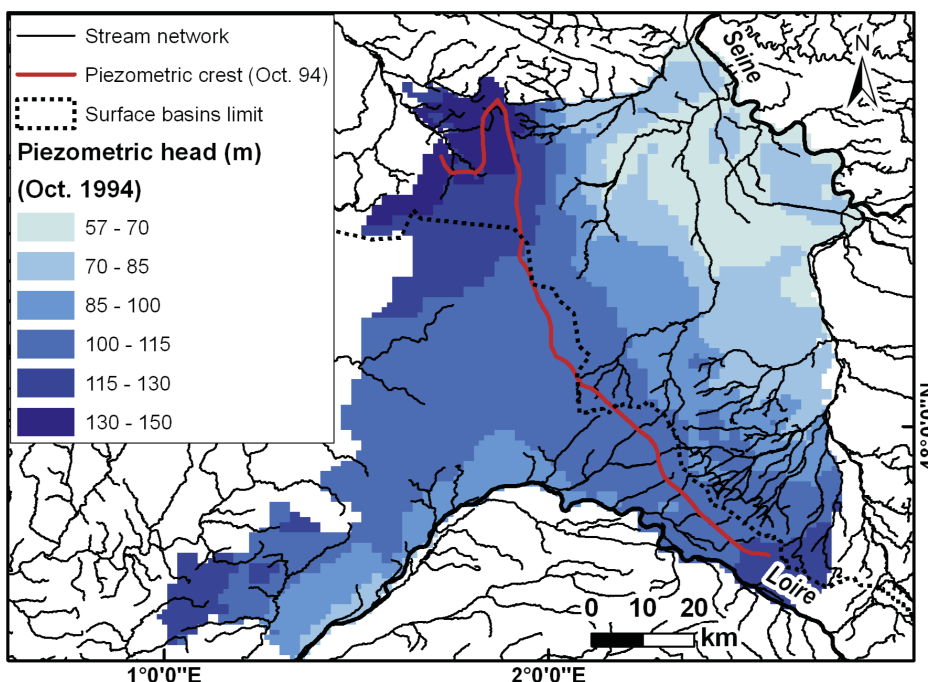 Stream network
Piezometric crest (Oct. 94)
Surface basins limit
Piezometric head (m)
(Oct. 1994)
57 - 70
70 - 85
85 - 100
100 - 115
115 - 130
130 - 150
Seine
N
48°0'0"N
Loire
0 10 20
km
1°0'0"E
2°0'0"E